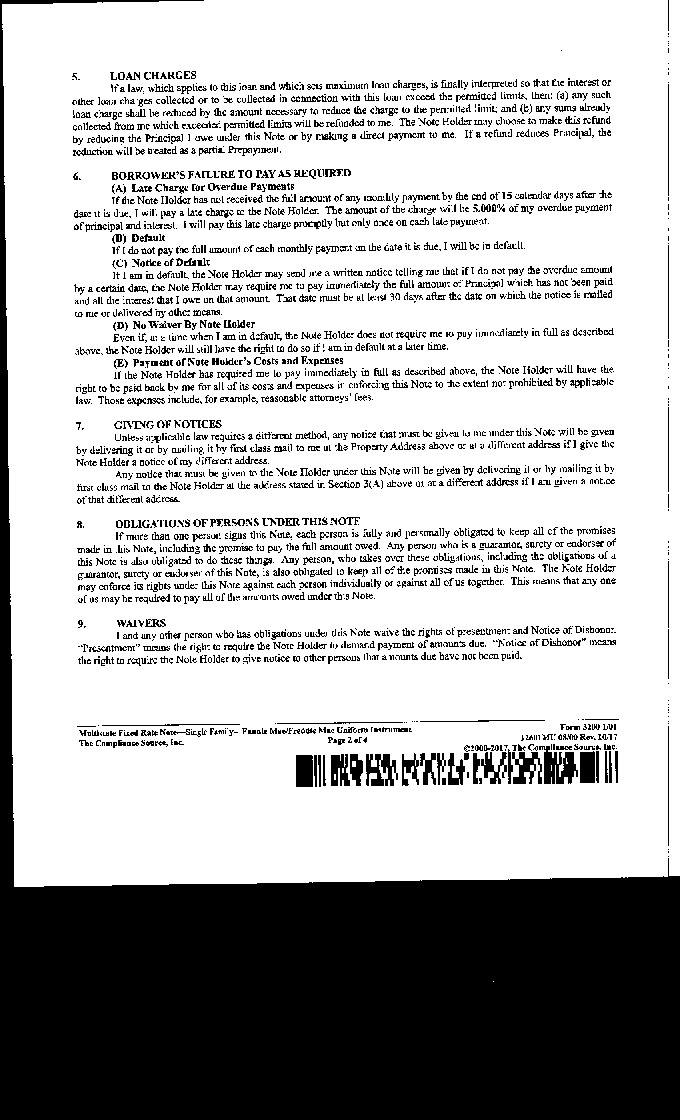 5. LOAN CHARGES
If a law, which applies to this loan and which sets maximum loan charges, is finally interpreted so that the interest or
other loan charges collected or to be collected in connection with this loan exceed the permitted limits, then: (a) any such
loan charge shall be reduced by the amount necessary to reduce the charge to the permitted limit; and (b) any sums already
collected from me which exceeded permitted limits will be refunded to me. The Note Holder may choose to make this refund
by reducing the Principal I owe under this Note or by making a direct payment to me. If a refund reduces Principal, the
reduction will be treated as a partial Prepayment.
6. BORROWER'S FAILURE TO PAY AS REQUIRED
(A) Late Charge for Overdue Payments
If the Note Holder has not received the full amount of any monthly payment by the end of 15 calendar days after the
date it is due, I will pay a late charge to the Note Holder. The amount of the charge will be 5.000% of my overdue payment
of principal and interest. I will pay this late charge promptly but only once on each late payment.
(B) Default
If I do not pay the full amount of each monthly payment on the date it is due, I will be in default.
(C) Notice of Default
If I am in default, the Note Holder may send me a written notice telling me that if I do not pay the overdue amount
by a certain date, the Note Holder may require me to pay immediately the full amount of Principal which has not been paid
and all the interest that I owe on that amount. That date must be at least 30 days after the date on which the notice is mailed
to me or delivered by other means.
(D) No Waiver By Note Holder
Even if, at a time when I am in default, the Note Holder does not require me to pay immediately in full as described
above, the Note Holder will still have the right to do so if I am in default at a later time.
(E) Payment of Note Holder's Costs and Expenses
If the Note Holder has required me to pay immediately in full as described above, the Note Holder will have the
right to be paid back by me for all of its costs and expenses in enforcing this Note to the extent not prohibited by applicable
law. Those expenses include, for example, reasonable attorneys' fees.
7. GIVING OF NOTICES
Unless applicable law requires a different method, any notice that must be given to me under this Note will be given
by delivering it or by mailing it by first class mail to me at the Property Address above or at a different address if I give the
Note Holder a notice of my different address.
Any notice that must be given to the Note Holder under this Note will be given by delivering it or by mailing it by
first class mail to the Note Holder at the address stated in Section 3(A) above or at a different address if I am given a notice
of that different address.
8. OBLIGATIONS OF PERSONS UNDER THIS NOTE
If more than one person signs this Note, each person is fully and personally obligated to keep all of the promises
made in this Note, including the promise to pay the full amount owed. Any person who is a guarantor, surety or endorser of
this Note is also obligated to do these things. Any person, who takes over these obligations, including the obligations of a
guarantor, surety or endorser of this Note, is also obligated to keep all of the promises made in this Note. The Note Holder
may enforce its rights under this Note against each person individually or against all of us together. This means that any one
of us may be required to pay all of the amounts owed under this Note.
9. WAIVERS
I and any other person who has obligations under this Note waive the rights of presentment and Notice of Dishonor.
"Presentment" means the right to require the Note Holder to demand payment of amounts due. "Notice of Dishonor" means
the right to require the Note Holder to give notice to other persons that amounts due have not been paid.
Multistate Fixed Rate Note—Single Family– Fannie Mae/Freddie Mac Uniform Instrument Form 3200 1/01
The Compliance Source, Inc. Page 2 of 4 08/00 Rev. 10/17
©2000-2017, The Compliance Source, Inc.